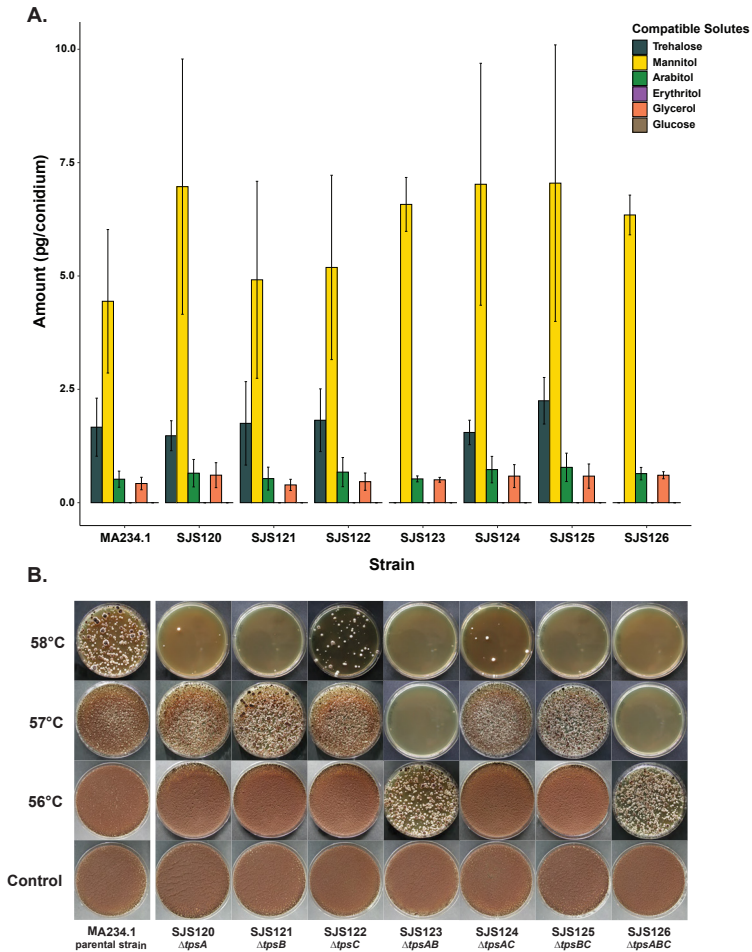 A.
Compatible Solutes
Trehalose
Mannitol
Arabitol
Erythritol
Glycerol
Glucose
Amount (pg/conidium)
10.0
7.5
5.0
2.5
0.0
MA234.1 SJS120 SJS121 SJS122 SJS123 SJS124 SJS125 SJS126
Strain
B.
58°C
57°C
56°C
Control
MA234.1 SJS120 SJS121 SJS122 SJS123 SJS124 SJS125 SJS126
parental strain ΔtpsA ΔtpsB ΔtpsC ΔtpsAB ΔtpsAC ΔtpsBC ΔtpsABC